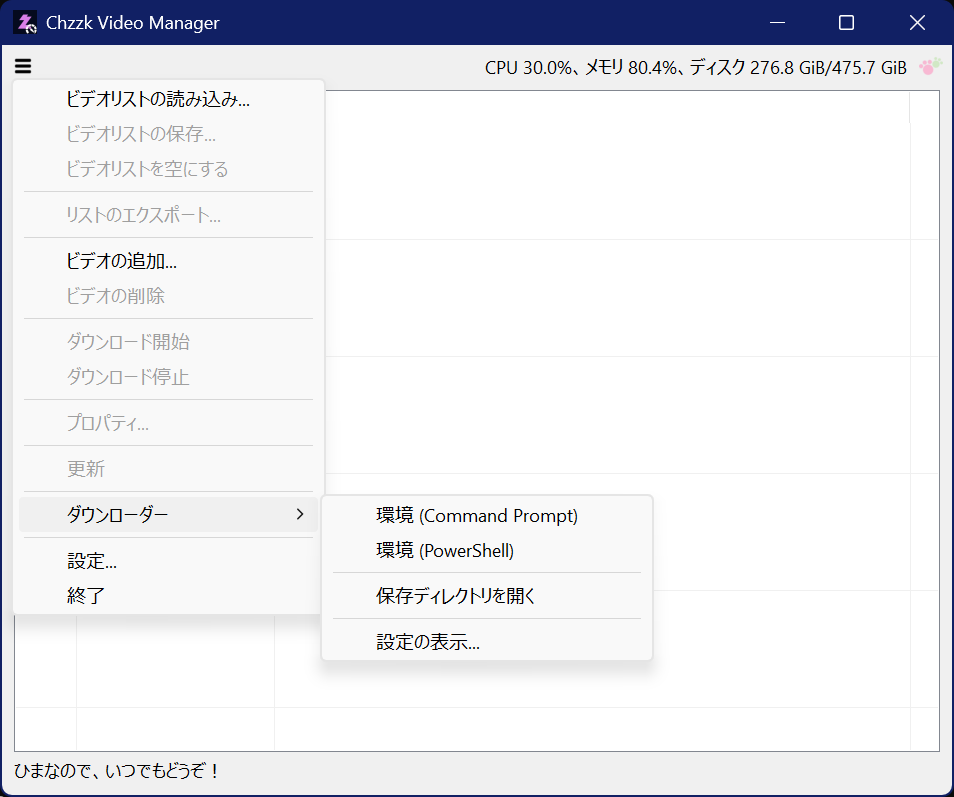 Chzzk Video Manager
CPU 30.0%、メモリ 80.4%、ディスク 276.8 GiB/475.7 GiB
ビデオリストの読み込み...
ビデオリストの保存...
ビデオリストを空にする
リストのエクスポート...
ビデオの追加...
ビデオの削除
ダウンロード開始
ダウンロード停止
プロパティ...
更新
ダウンローダー
環境 (Command Prompt)
環境 (PowerShell)
保存ディレクトリを開く
設定の表示...
設定...
終了
ひまなので、いつでもどうぞ！